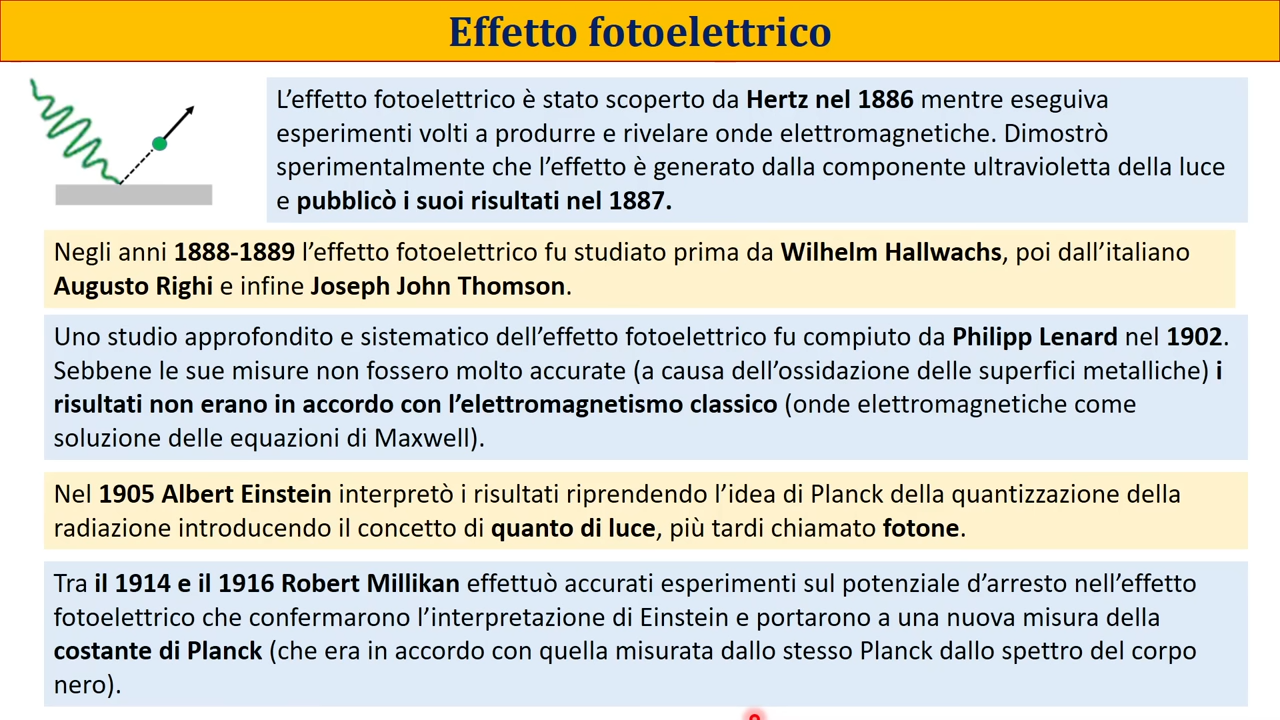 Effetto fotoelettrico
L’effetto fotoelettrico è stato scoperto da Hertz nel 1886 mentre eseguiva
esperimenti volti a produrre e rivelare onde elettromagnetiche. Dimostrò
sperimentalmente che l’effetto è generato dalla componente ultravioletta della luce
e pubblicò i suoi risultati nel 1887.
Negli anni 1888-1889 l’effetto fotoelettrico fu studiato prima da Wilhelm Hallwachs, poi dall’italiano
Augusto Righi e infine Joseph John Thomson.
Uno studio approfondito e sistematico dell’effetto fotoelettrico fu compiuto da Philipp Lenard nel 1902.
Sebbene le sue misure non fossero molto accurate (a causa dell’ossidazione delle superfici metalliche) i
risultati non erano in accordo con l’elettromagnetismo classico (onde elettromagnetiche come
soluzione delle equazioni di Maxwell).
Nel 1905 Albert Einstein interpretò i risultati riprendendo l’idea di Planck della quantizzazione della
radiazione introducendo il concetto di quanto di luce, più tardi chiamato fotone.
Tra il 1914 e il 1916 Robert Millikan effettuò accurati esperimenti sul potenziale d’arresto nell’effetto
fotoelettrico che confermarono l’interpretazione di Einstein e portarono a una nuova misura della
costante di Planck (che era in accordo con quella misurata dallo stesso Planck dallo spettro del corpo
nero).